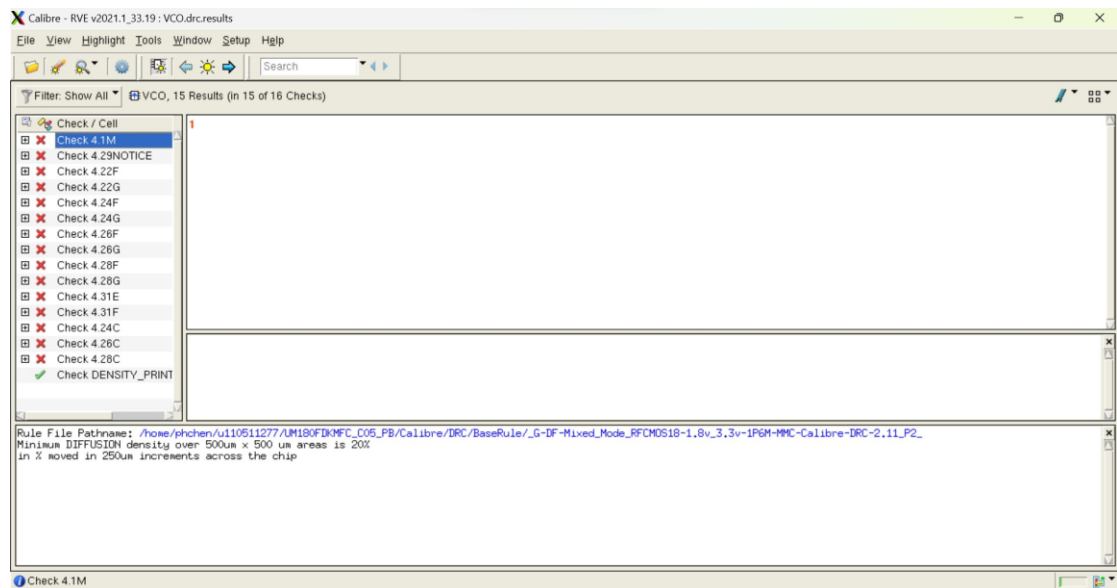 Calibre - RVE v2021.1_33.19 : VCO.drc.results
File View Highlight Tools Window Setup Help
Search
Filter: Show All VCO, 15 Results (in 15 of 16 Checks)
Check / Cell
1
Check 4.1M
Check 4.29NOTICE
Check 4.22F
Check 4.22G
Check 4.24F
Check 4.24G
Check 4.26F
Check 4.26G
Check 4.28F
Check 4.28G
Check 4.31E
Check 4.31F
Check 4.24C
Check 4.26C
Check 4.28C
Check DENSITY_PRINT
Rule File Pathname: /home/phchen/u110511277/UM180FDKMFC_C05_PB/Calibre/DRC/BaseRule/_G-DF-Mixed_Mode_RFCMOS18-1.8v_3.3v-1P6M-MMC-Calibre-DRC-2.11_P2_
Minimum DIFFUSION density over 500um x 500 um areas is 20%
in % moved in 250um increments across the chip
Check 4.1M